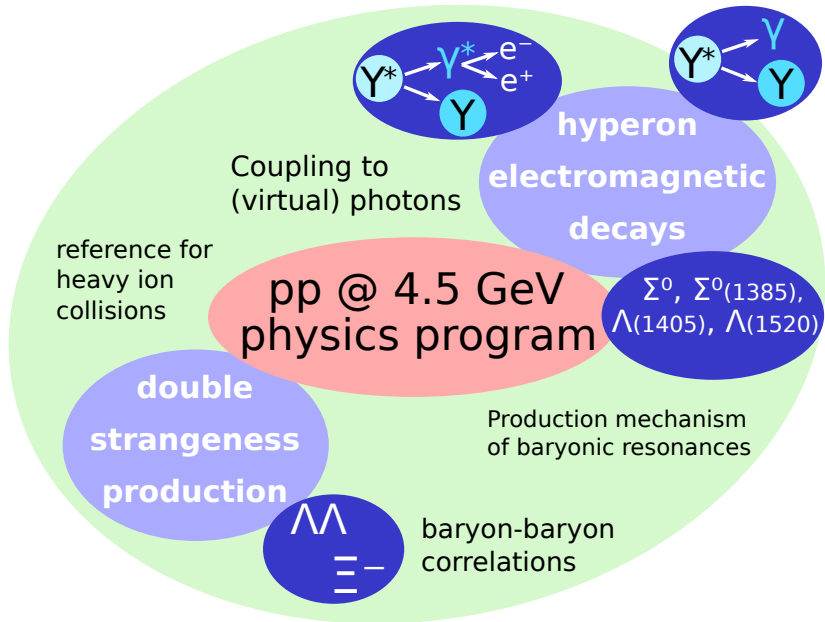 Y* γ* e⁻
e⁺
Y
Y* γ
Y
hyperon
electromagnetic
decays
Coupling to
(virtual) photons
reference for
heavy ion
collisions
pp @ 4.5 GeV
physics program
Σ⁰, Σ⁰(1385),
Λ(1405), Λ(1520)
double
strangeness
production
Production mechanism
of baryonic resonances
ΛΛ
Ξ⁻
baryon-baryon
correlations